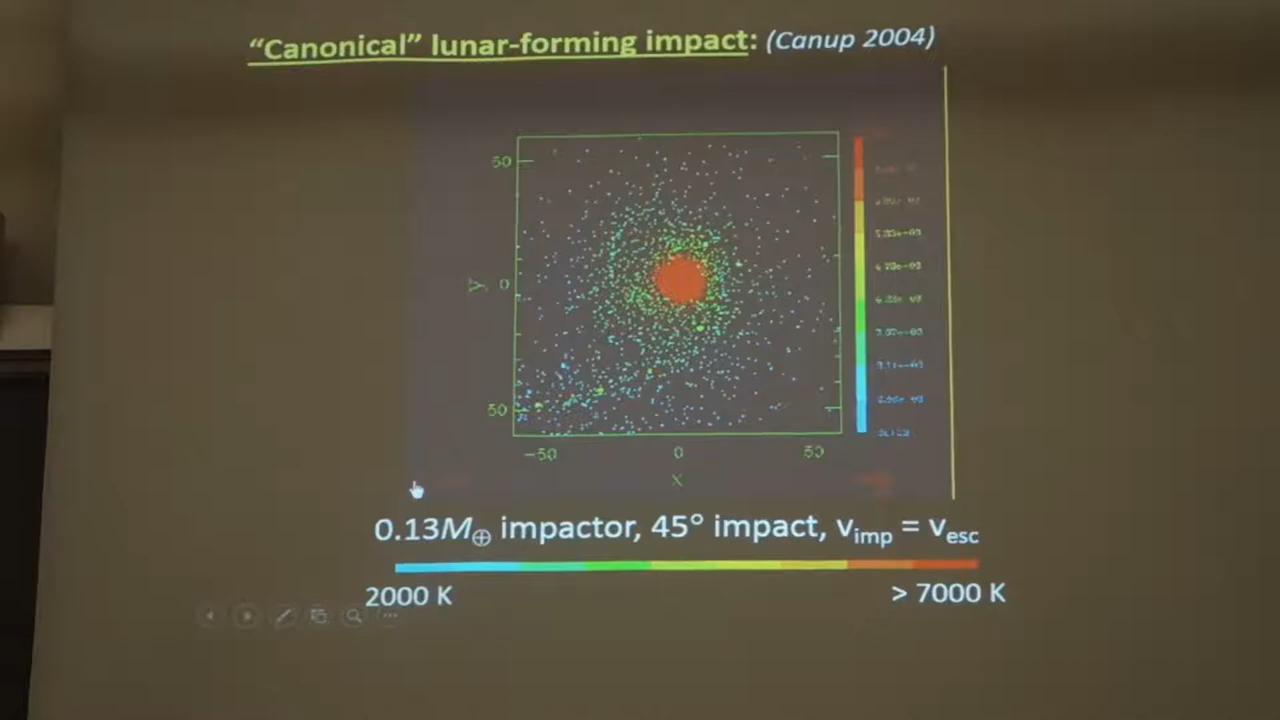 “Canonical” lunar-forming impact: (Canup 2004)
50
y
0
50
−50
0
50
x
0.13M⊕ impactor, 45° impact, vimp = vesc
2000 K
> 7000 K